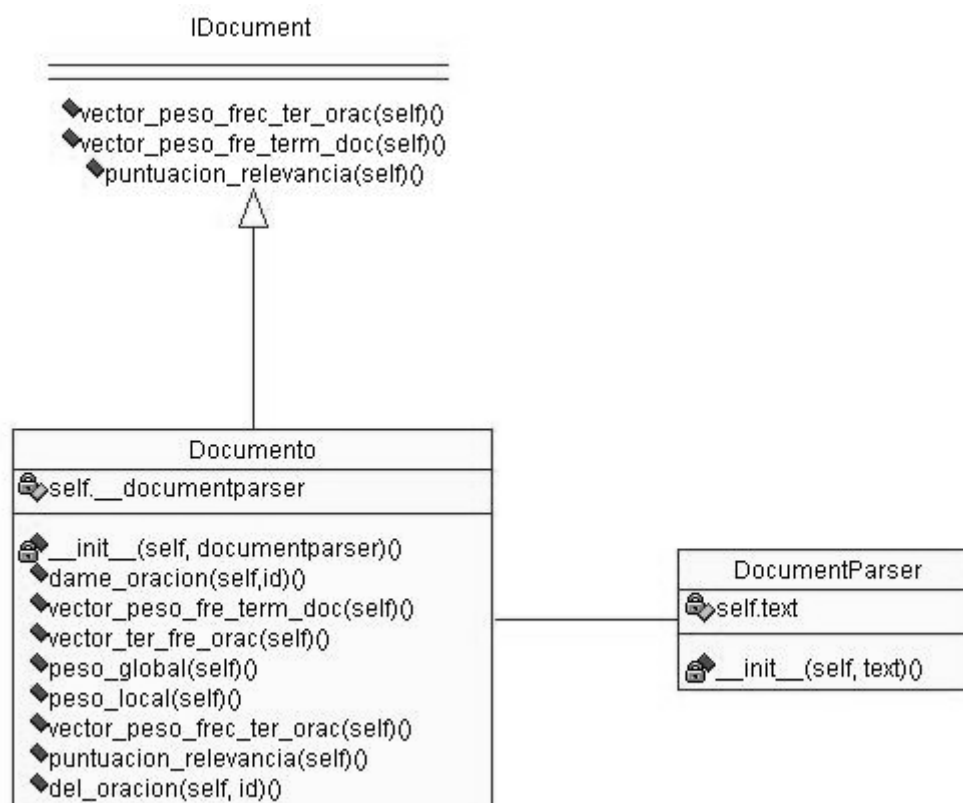 IDocument
vector_peso_frec_ter_orac(self)()
vector_peso_fre_term_doc(self)()
puntuacion_relevancia(self)()
Documento
self.__documentparser
__init__(self, documentparser)()
dame_oracion(self,id)()
vector_peso_fre_term_doc(self)()
vector_ter_fre_orac(self)()
peso_global(self)()
peso_local(self)()
vector_peso_frec_ter_orac(self)()
puntuacion_relevancia(self)()
del_oracion(self, id)()
DocumentParser
self.text
__init__(self, text)()